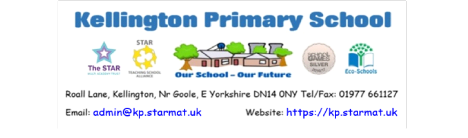 Kellington Primary School
STAR
The STAR
TEACHING SCHOOL
ALLIANCE
SILVER
Eco-Schools
Our School - Our Future
Roall Lane, Kellington, Nr Goole, E Yorkshire DN14 0NY Tel/Fax: 01977 661127
Email: admin@kp.starmat.uk Website: https://kp.starmat.uk